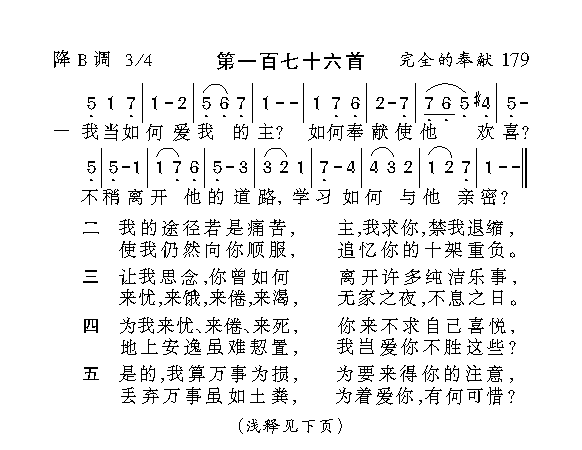 降B调 3/4 第一百七十六首 完全的奉献 179
5 1 7 | 1 - 2 | 5 6 7 | 1 - - | 1 7 6 | 2 - 7 | 7 6 5 #4 | 5 -
一 我当如何爱我的主？如何奉献使他欢喜？
5 | 5 - 1 | 1 7 6 | 5 - 3 | 3 2 1 | 7 - 4 | 4 3 2 | 1 2 7 | 1 - - ‖
不稍离开他的道路，学习如何与他亲密？
二 我的途径若是痛苦， 主，我求你，禁我退缩，
使我仍然向你顺服， 追忆你的十架重负。
三 让我思念，你曾如何 离开许多纯洁乐事，
来忧，来饿，来倦，来渴， 无家之夜，不息之日。
四 为我来忧、来倦、来死， 你来不求自己喜悦，
地上安逸虽难恝置， 我岂爱你不胜这些？
五 是的，我算万事为损， 为要来得你的注意，
丢弃万事虽如土粪， 为着爱你，有何可惜？
（浅释见下页）